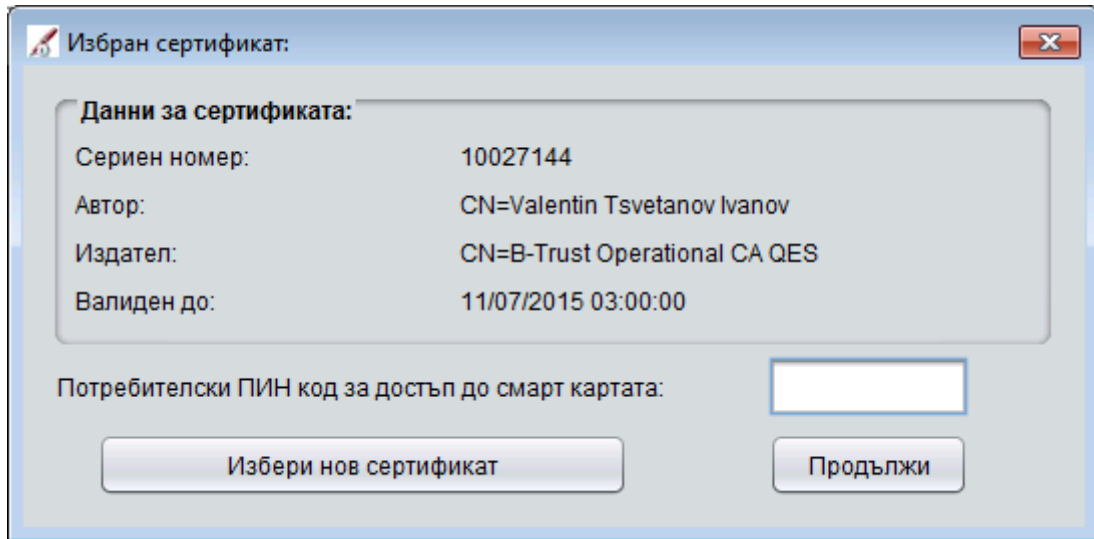 Избран сертификат:
Данни за сертификата:
Сериен номер: 10027144
Автор: CN=Valentin Tsvetanov Ivanov
Издател: CN=B-Trust Operational CA QES
Валиден до: 11/07/2015 03:00:00
Потребителски ПИН код за достъп до смарт картата:
Избери нов сертификат Продължи